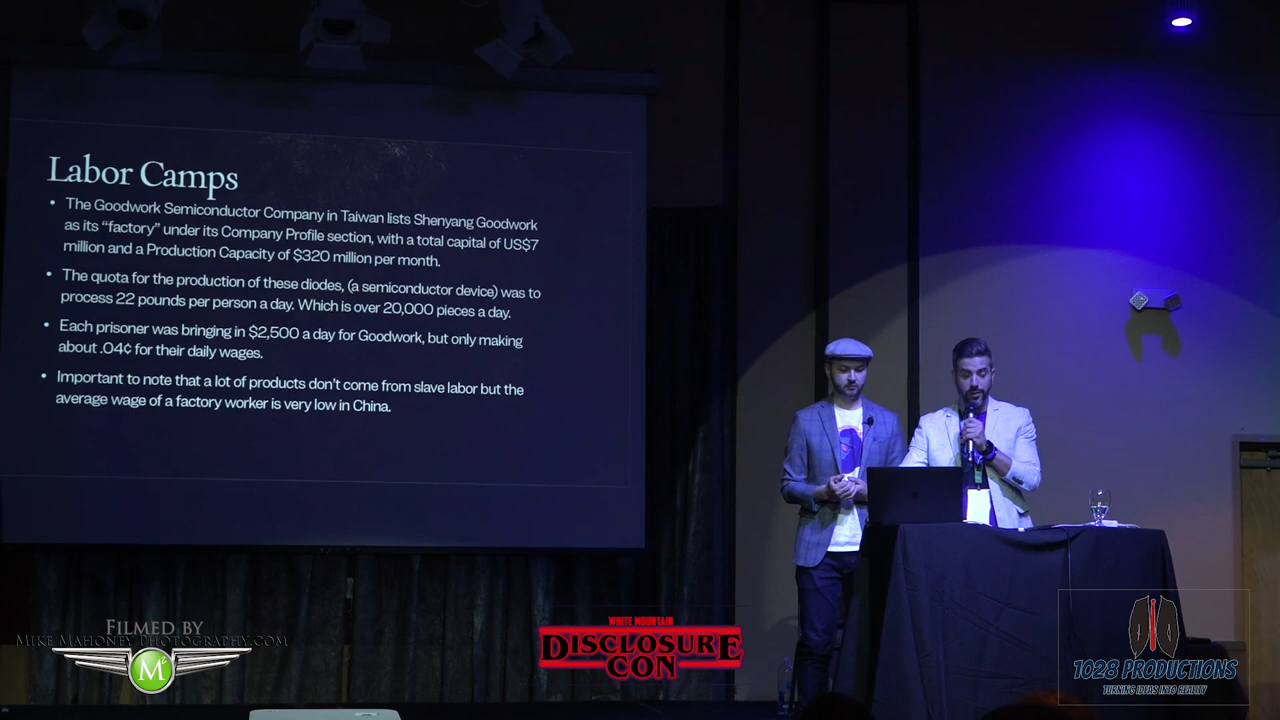 Labor Camps
• The Goodwork Semiconductor Company in Taiwan lists Shenyang Goodwork
as its “factory” under its Company Profile section, with a total capital of US$7
million and a Production Capacity of $320 million per month.
• The quota for the production of these diodes, (a semiconductor device) was to
process 22 pounds per person a day. Which is over 20,000 pieces a day.
• Each prisoner was bringing in $2,500 a day for Goodwork, but only making
about .04¢ for their daily wages.
• Important to note that a lot of products don’t come from slave labor but the
average wage of a factory worker is very low in China.
FILMED BY
MIKE MAHONEY PHOTOGRAPHY.COM
M
WHITE MOUNTAIN
DISCLOSURE
CON
1028 PRODUCTIONS
TURNING IDEAS INTO REALITY